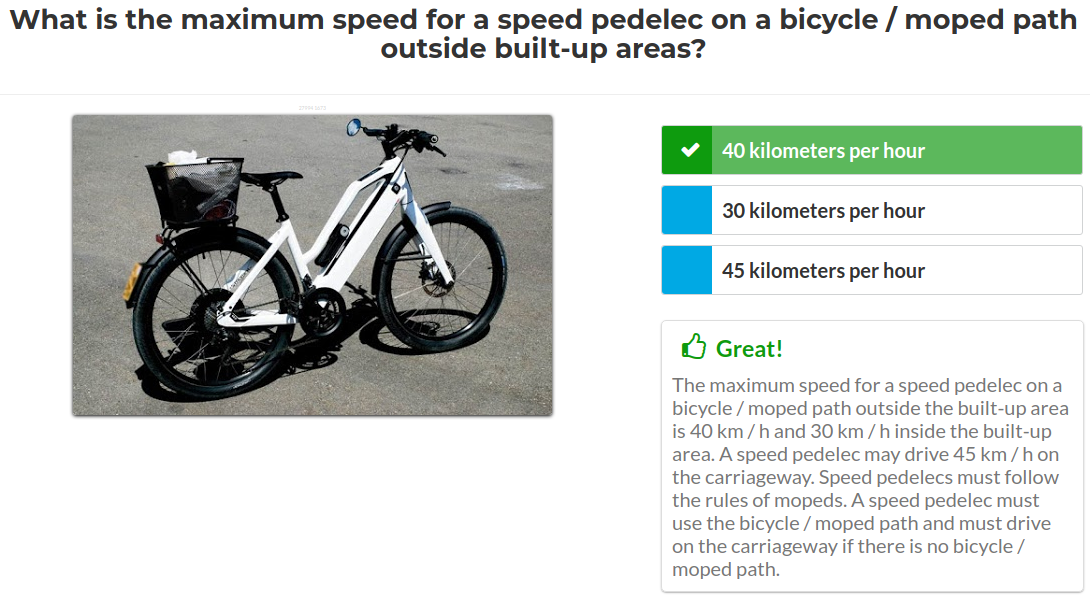 What is the maximum speed for a speed pedelec on a bicycle / moped path
outside built-up areas?
40 kilometers per hour
30 kilometers per hour
45 kilometers per hour
Great!
The maximum speed for a speed pedelec on a
bicycle / moped path outside the built-up area
is 40 km / h and 30 km / h inside the built-up
area. A speed pedelec may drive 45 km / h on
the carriageway. Speed pedelecs must follow
the rules of mopeds. A speed pedelec must
use the bicycle / moped path and must drive
on the carriageway if there is no bicycle /
moped path.